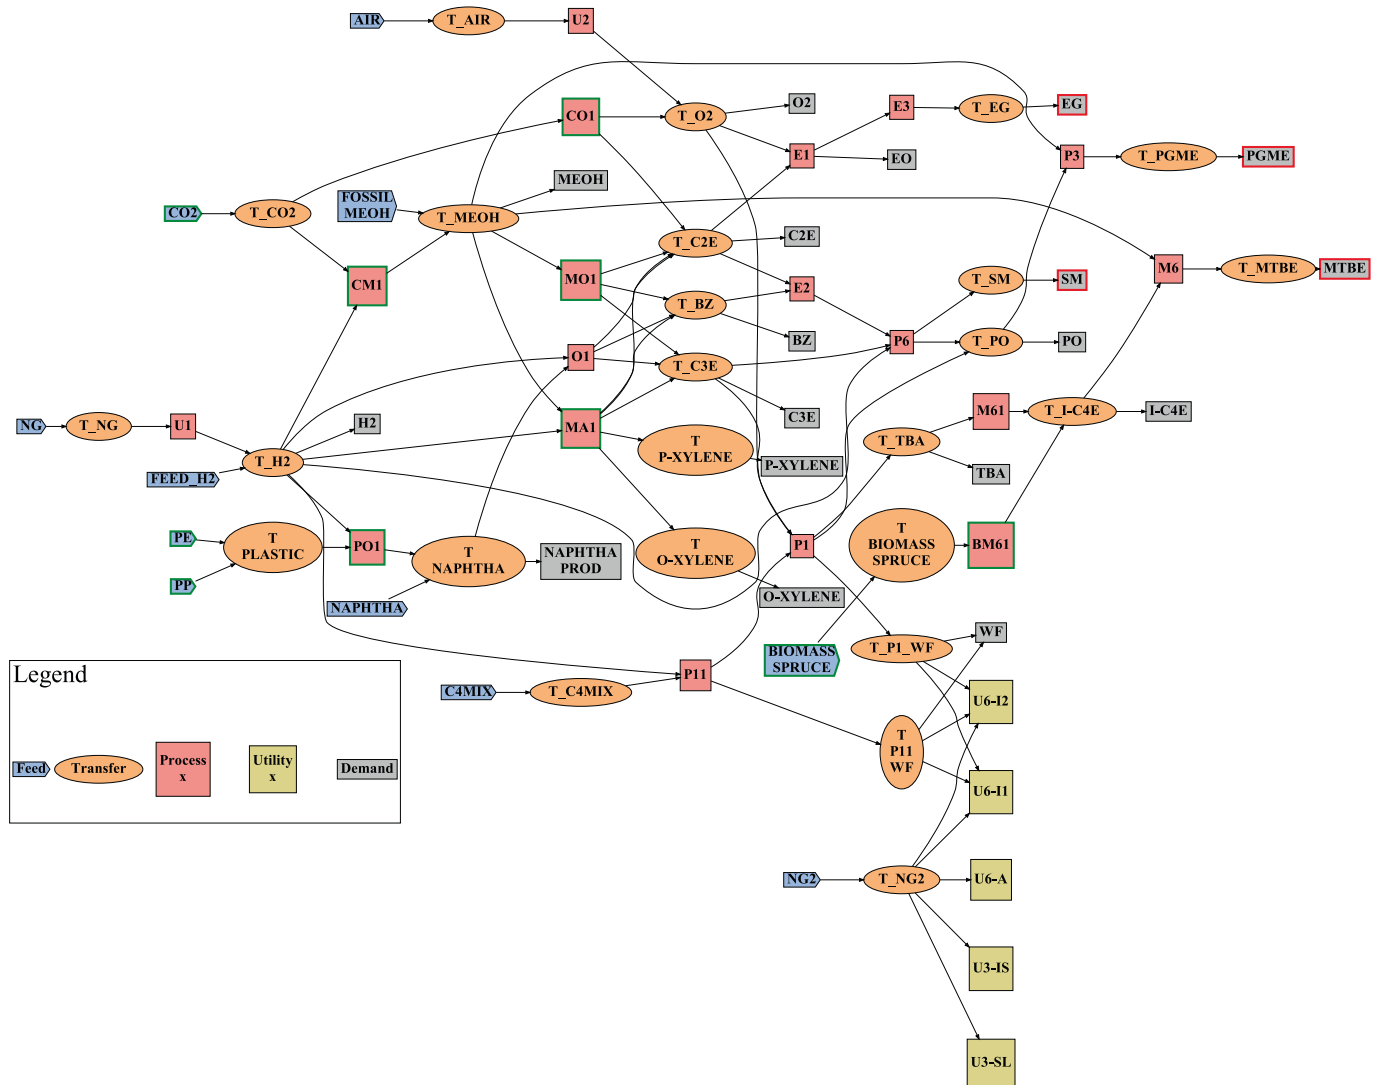 AIR
T_AIR
U2
CO1
T_O2
O2
E3
T_EG
EG
E1
EO
P3
T_PGME
PGME
MEOH
FOSSIL
MEOH
CO2
T_CO2
T_MEOH
C2E
T_C2E
CM1
MO1
E2
T_SM
SM
M6
T_MTBE
MTBE
T_BZ
BZ
P6
T_PO
PO
O1
T_C3E
C3E
NG
T_NG
U1
H2
MA1
M61
T_I-C4E
I-C4E
T_TBA
TBA
T
P-XYLENE
P-XYLENE
T_H2
FEED_H2
PE
PP
T
PLASTIC
PO1
T
NAPHTHA
NAPHTHA
PROD
NAPHTHA
T
O-XYLENE
O-XYLENE
P1
T
BIOMASS
SPRUCE
BM61
BIOMASS
SPRUCE
T_P1_WF
WF
C4MIX
T_C4MIX
P11
T
P11
WF
U6-I2
U6-I1
NG2
T_NG2
U6-A
U3-IS
U3-SL
Legend
Feed
Transfer
Process
x
Utility
x
Demand